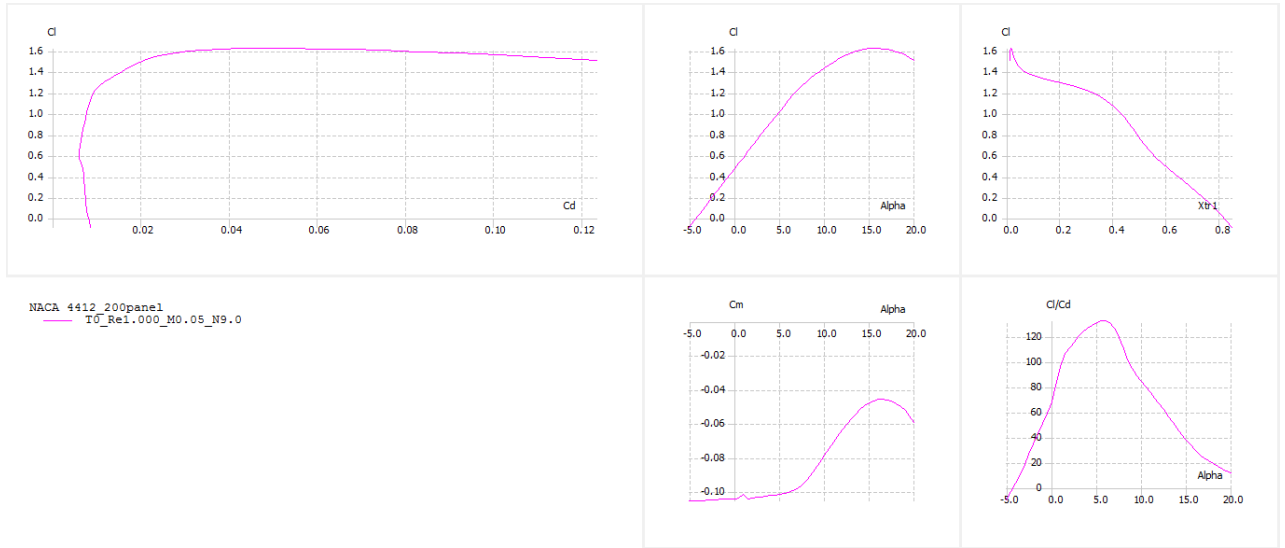 Cl
1.6
1.4
1.2
1.0
0.8
0.6
0.4
0.2
0.0
Cd
0.02 0.04 0.06 0.08 0.10 0.12
Cl
1.6
1.4
1.2
1.0
0.8
0.6
0.4
0.2
0.0
Alpha
-5.0 0.0 5.0 10.0 15.0 20.0
Cl
1.6
1.4
1.2
1.0
0.8
0.6
0.4
0.2
0.0
Xtr1
0.0 0.2 0.4 0.6 0.8
NACA 4412_200panel
T0_Re1.000_M0.05_N9.0
Cm
Alpha
-5.0 0.0 5.0 10.0 15.0 20.0
-0.02
-0.04
-0.06
-0.08
-0.10
Cl/Cd
120
100
80
60
40
20
0
Alpha
-5.0 0.0 5.0 10.0 15.0 20.0